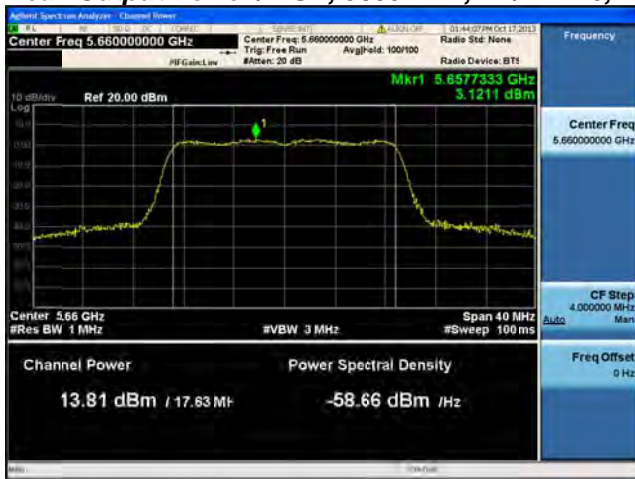 Agilent Spectrum Analyzer - Channel Power
Center Freq 5.660000000 GHz
#IFGain:Low
Center Freq: 5.660000000 GHz
Trig: Free Run
Avg|Hold: 100/100
#Atten: 20 dB
01:44:07 PM Oct 17, 2013
Radio Std: None
Radio Device: BTS
Mkr1 5.6577333 GHz
3.1211 dBm
10 dB/div
Log
Ref 20.00 dBm
1
Center 5.66 GHz
#Res BW 1 MHz
#VBW 3 MHz
Span 40 MHz
#Sweep 100 ms
Channel Power
13.81 dBm / 17.63 MH
Power Spectral Density
-58.66 dBm /Hz
Frequency
Center Freq
5.660000000 GHz
CF Step
4.000000 MHz
Auto Man
Freq Offset
0 Hz